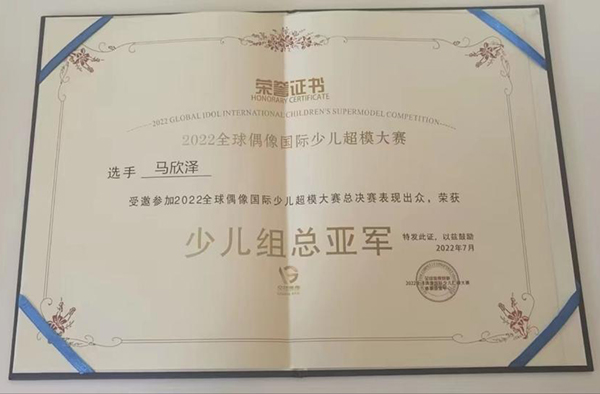 荣誉证书
HONORARY CERTIFICATE
2022 GLOBAL IDOL INTERNATIONAL CHILDREN'S SUPERMODEL COMPETITION
2022全球偶像国际少儿超模大赛
选手 马欣泽
受邀参加2022全球偶像国际少儿超模大赛总决赛表现出众，荣获
少儿组总亚军
特发此证，以兹鼓励
2022年7月